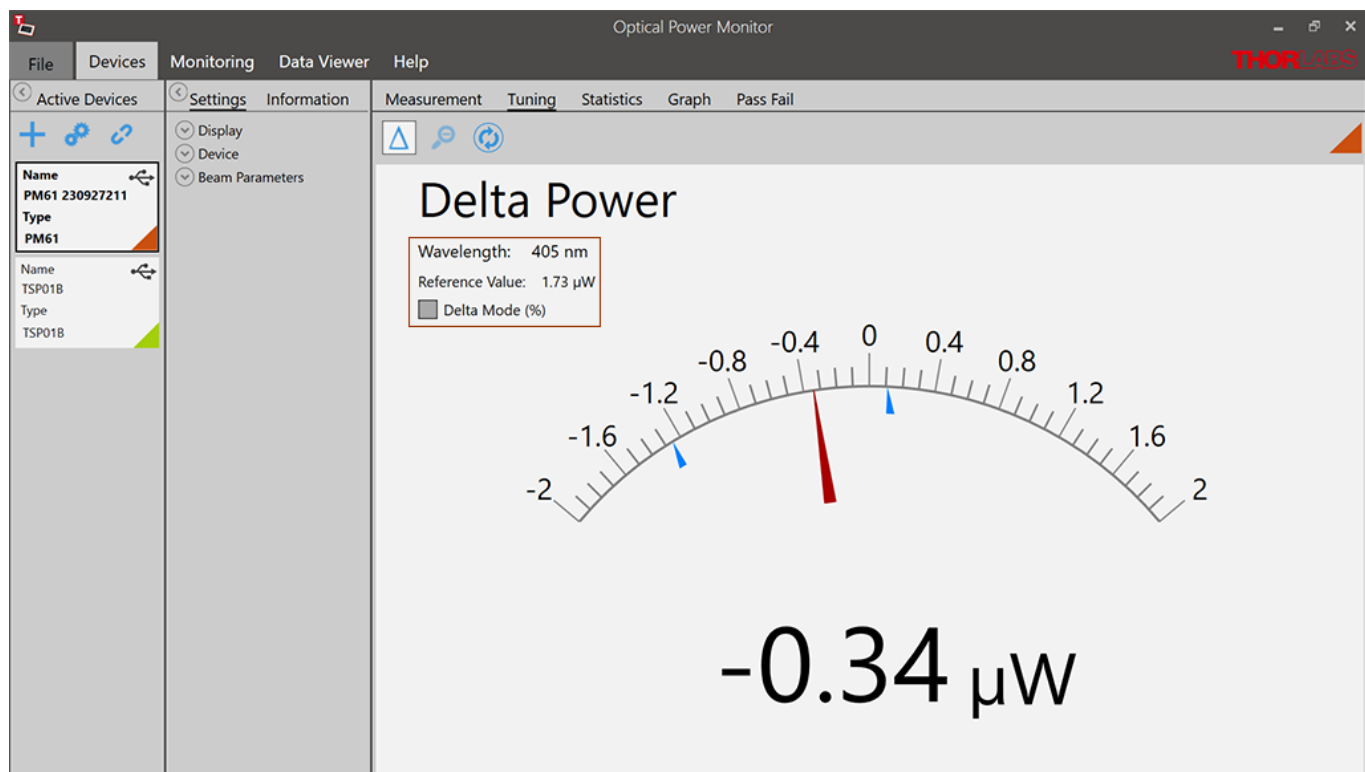 Optical Power Monitor
File Devices Monitoring Data Viewer Help
THORLABS
Active Devices
Settings Information
Measurement Tuning Statistics Graph Pass Fail
Name
PM61 230927211
Type
PM61
Name
TSP01B
Type
TSP01B
Display
Device
Beam Parameters
Delta Power
Wavelength: 405 nm
Reference Value: 1.73 µW
Delta Mode (%)
-2 -1.6 -1.2 -0.8 -0.4 0 0.4 0.8 1.2 1.6 2
-0.34 µW